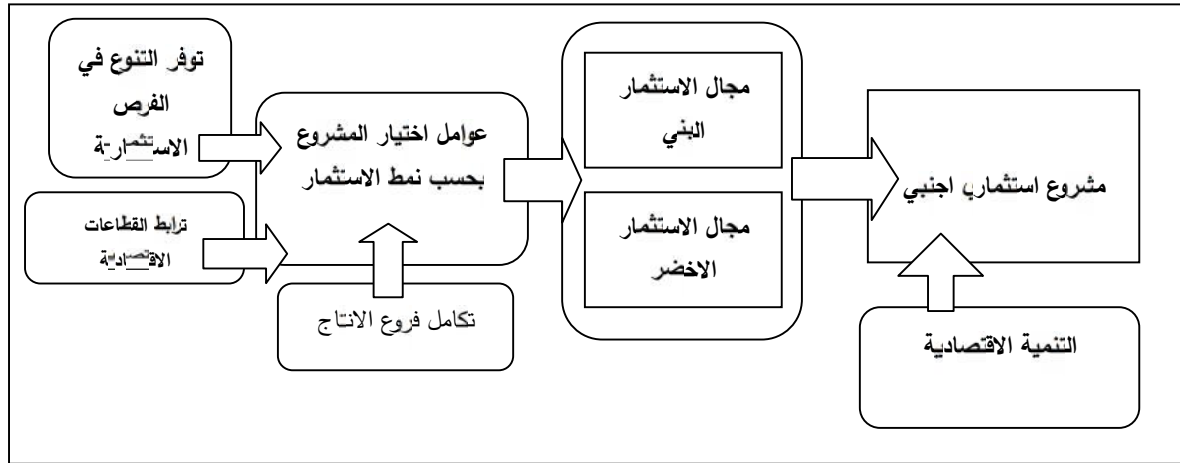 توفر التنوع في
الفرص
الاستثمارية
ترابط القطاعات
الاقتصادية
عوامل اختيار المشروع
بحسب نمط الاستثمار
تكامل فروع الانتاج
مجال الاستثمار
البني
مجال الاستثمار
الاخضر
مشروع استثماري اجنبي
التنمية الاقتصادية